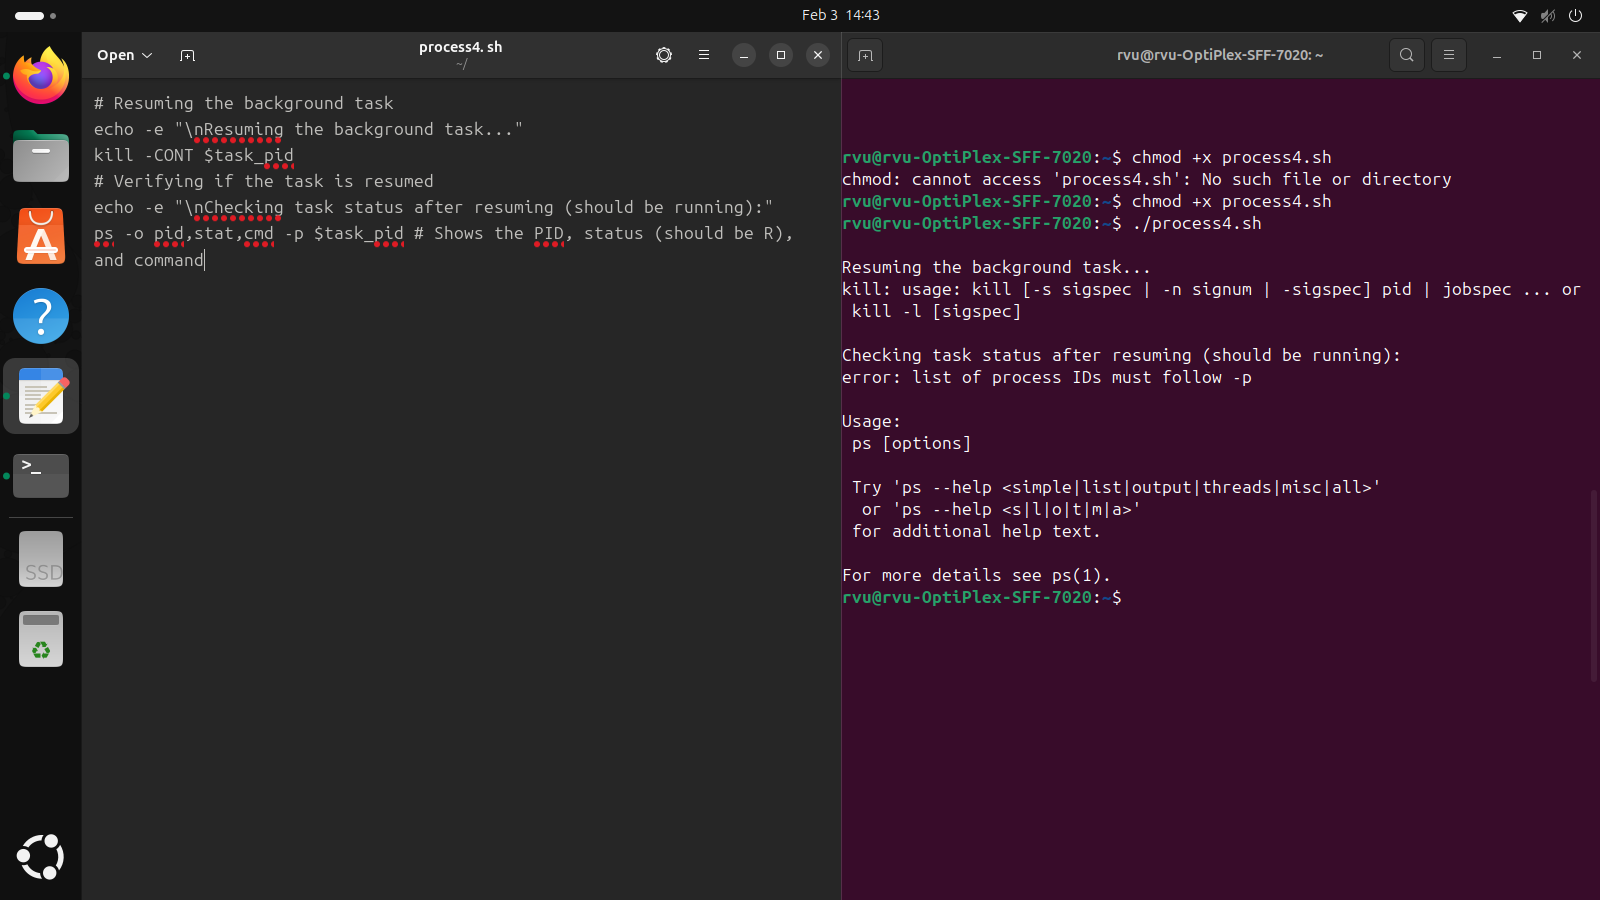 Feb 3 14:43
Open
process4. sh
~/
# Resuming the background task
echo -e "\nResuming the background task..."
kill -CONT $task_pid
# Verifying if the task is resumed
echo -e "\nChecking task status after resuming (should be running):"
ps -o pid,stat,cmd -p $task_pid # Shows the PID, status (should be R),
and command
rvu@rvu-OptiPlex-SFF-7020: ~
rvu@rvu-OptiPlex-SFF-7020:~$ chmod +x process4.sh
chmod: cannot access 'process4.sh': No such file or directory
rvu@rvu-OptiPlex-SFF-7020:~$ chmod +x process4.sh
rvu@rvu-OptiPlex-SFF-7020:~$ ./process4.sh
Resuming the background task...
kill: usage: kill [-s sigspec | -n signum | -sigspec] pid | jobspec ... or
kill -l [sigspec]
Checking task status after resuming (should be running):
error: list of process IDs must follow -p
Usage:
ps [options]
Try 'ps --help <simple|list|output|threads|misc|all>'
or 'ps --help <s|l|o|t|m|a>'
for additional help text.
For more details see ps(1).
rvu@rvu-OptiPlex-SFF-7020:~$
>_
SSD